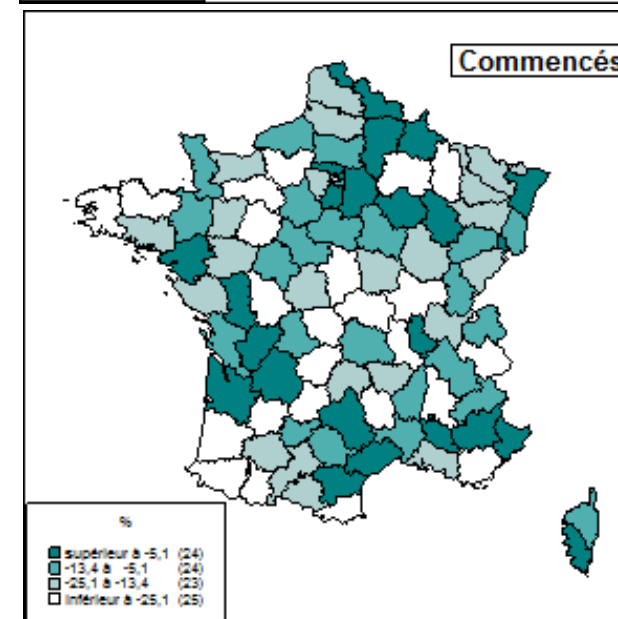 Commencés
%
supérieur à -5,1 (24)
-13,4 à -5,1 (24)
-25,1 à -13,4 (23)
Inférieur à -25,1 (25)